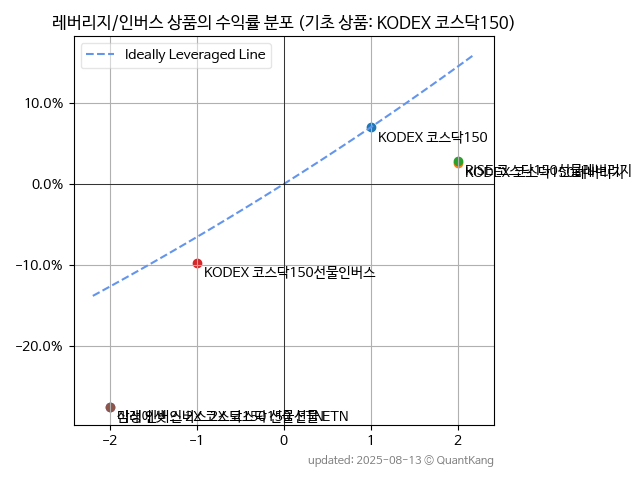 레버리지/인버스 상품의 수익률 분포 (기초 상품: KODEX 코스닥150)
Ideally Leveraged Line
10.0%
KODEX 코스닥150
0.0%
−10.0%
KODEX 코스닥150선물인버스
−20.0%
ETN
−2
−1
0
1
2
updated: 2025-08-13 © QuantKang